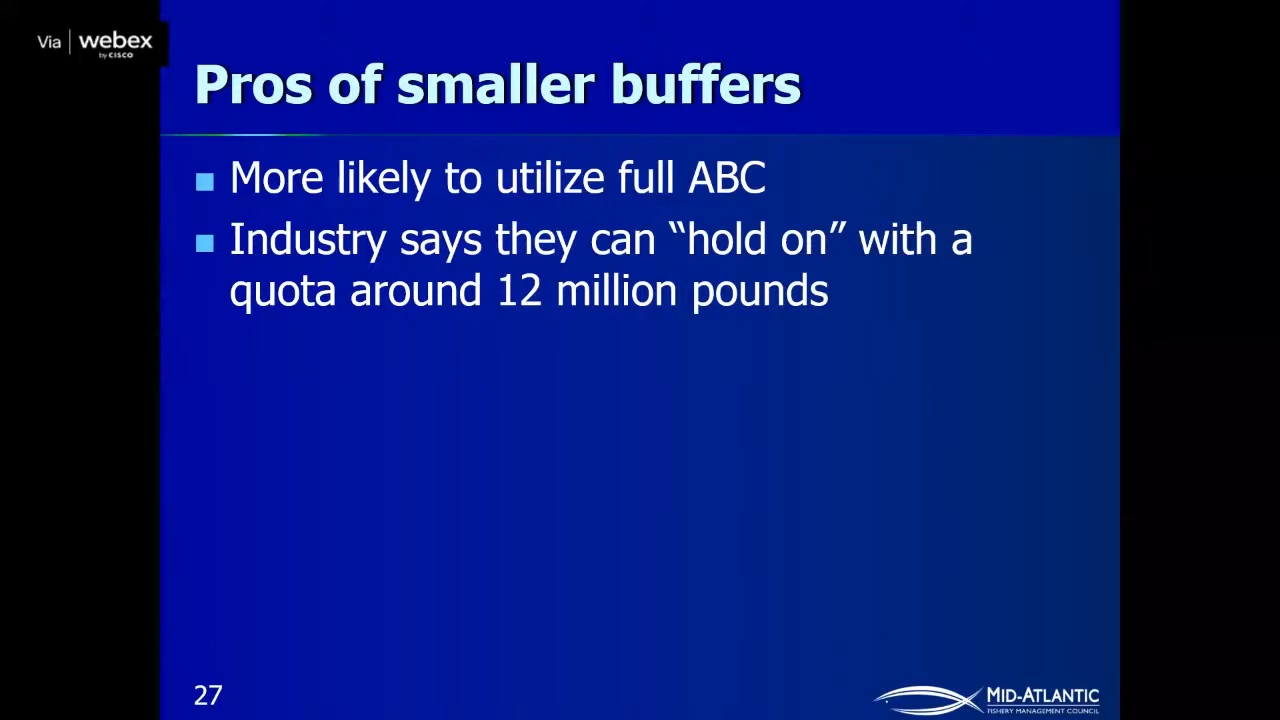 Via | webex
by CISCO
Pros of smaller buffers
More likely to utilize full ABC
Industry says they can “hold on” with a
quota around 12 million pounds
27
MID-ATLANTIC
FISHERY MANAGEMENT COUNCIL